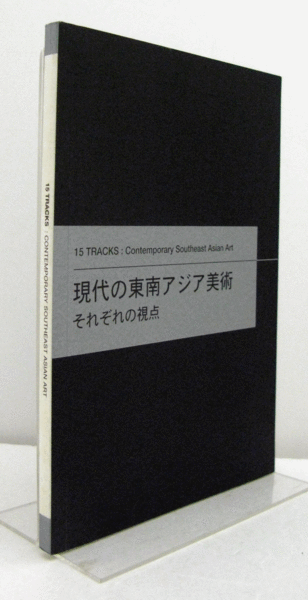 15 TRACKS : CONTEMPORARY SOUTHEAST ASIAN ART
15 TRACKS : Contemporary Southeast Asian Art
現代の東南アジア美術
それぞれの視点